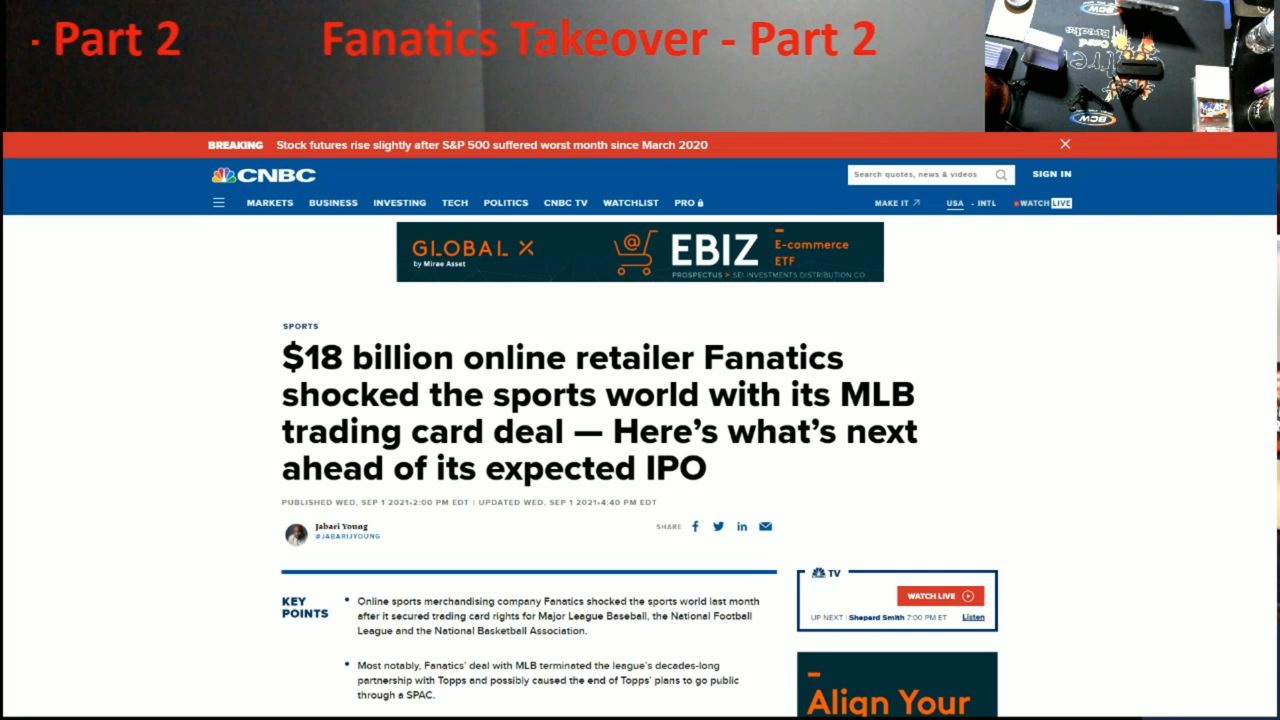 - Part 2
Fanatics Takeover - Part 2
BCW
BCW
BREAKING Stock futures rise slightly after S&P 500 suffered worst month since March 2020
CNBC
Search quotes, news & videos
SIGN IN
MARKETS BUSINESS INVESTING TECH POLITICS CNBC TV WATCHLIST PRO
MAKE IT USA • INTL WATCH LIVE
GLOBAL X
by Mirae Asset
EBIZ
E-commerce
ETF
PROSPECTUS > SEI INVESTMENTS DISTRIBUTION CO.
SPORTS
$18 billion online retailer Fanatics
shocked the sports world with its MLB
trading card deal — Here’s what’s next
ahead of its expected IPO
PUBLISHED WED, SEP 1 2021•2:00 PM EDT | UPDATED WED, SEP 1 2021•4:40 PM EDT
Jabari Young
@JABARIJYOUNG
SHARE
KEY
POINTS
• Online sports merchandising company Fanatics shocked the sports world last month
after it secured trading card rights for Major League Baseball, the National Football
League and the National Basketball Association.
• Most notably, Fanatics’ deal with MLB terminated the league’s decades-long
partnership with Topps and possibly caused the end of Topps’ plans to go public
through a SPAC.
TV
WATCH LIVE
UP NEXT | Shepard Smith 7:00 PM ET Listen
Align Your